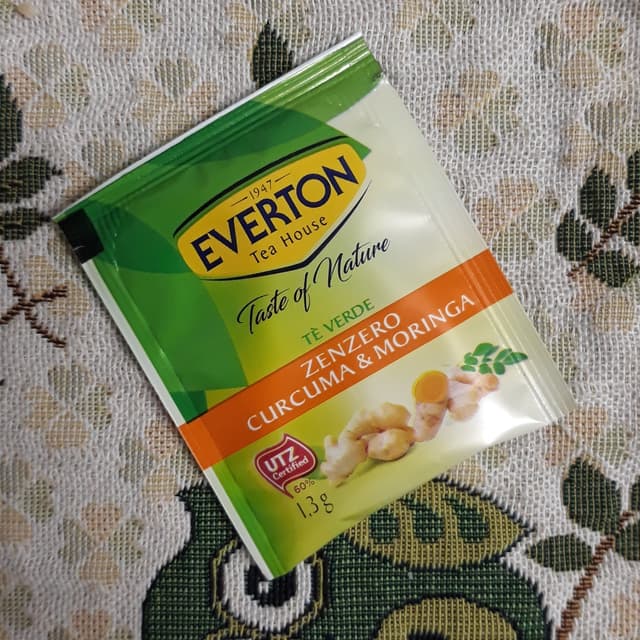 1947
EVERTON
Tea House
Taste of Nature
TÈ VERDE
ZENZERO
CURCUMA & MORINGA
UTZ
Certified
60%
1,3 g